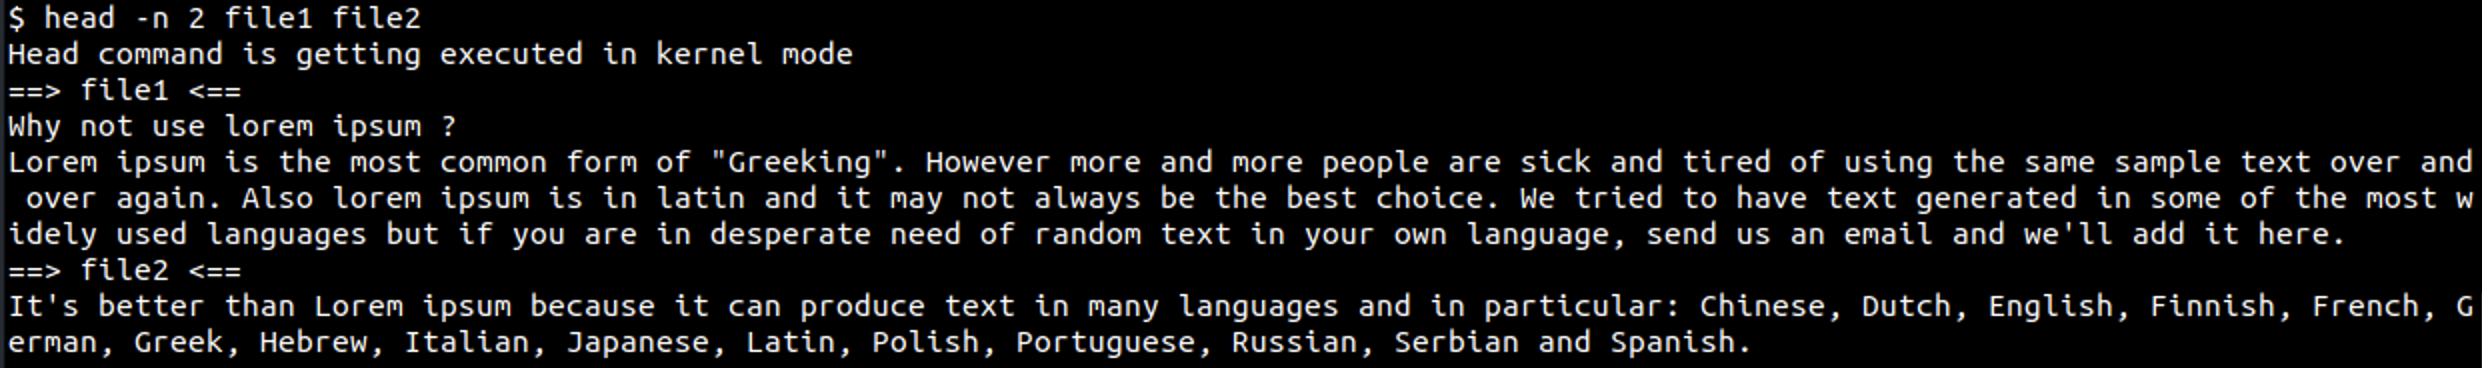 $ head -n 2 file1 file2
Head command is getting executed in kernel mode
==> file1 <==
Why not use lorem ipsum ?
Lorem ipsum is the most common form of "Greeking". However more and more people are sick and tired of using the same sample text over and
 over again. Also lorem ipsum is in latin and it may not always be the best choice. We tried to have text generated in some of the most w
idely used languages but if you are in desperate need of random text in your own language, send us an email and we'll add it here.
==> file2 <==
It's better than Lorem ipsum because it can produce text in many languages and in particular: Chinese, Dutch, English, Finnish, French, G
erman, Greek, Hebrew, Italian, Japanese, Latin, Polish, Portuguese, Russian, Serbian and Spanish.